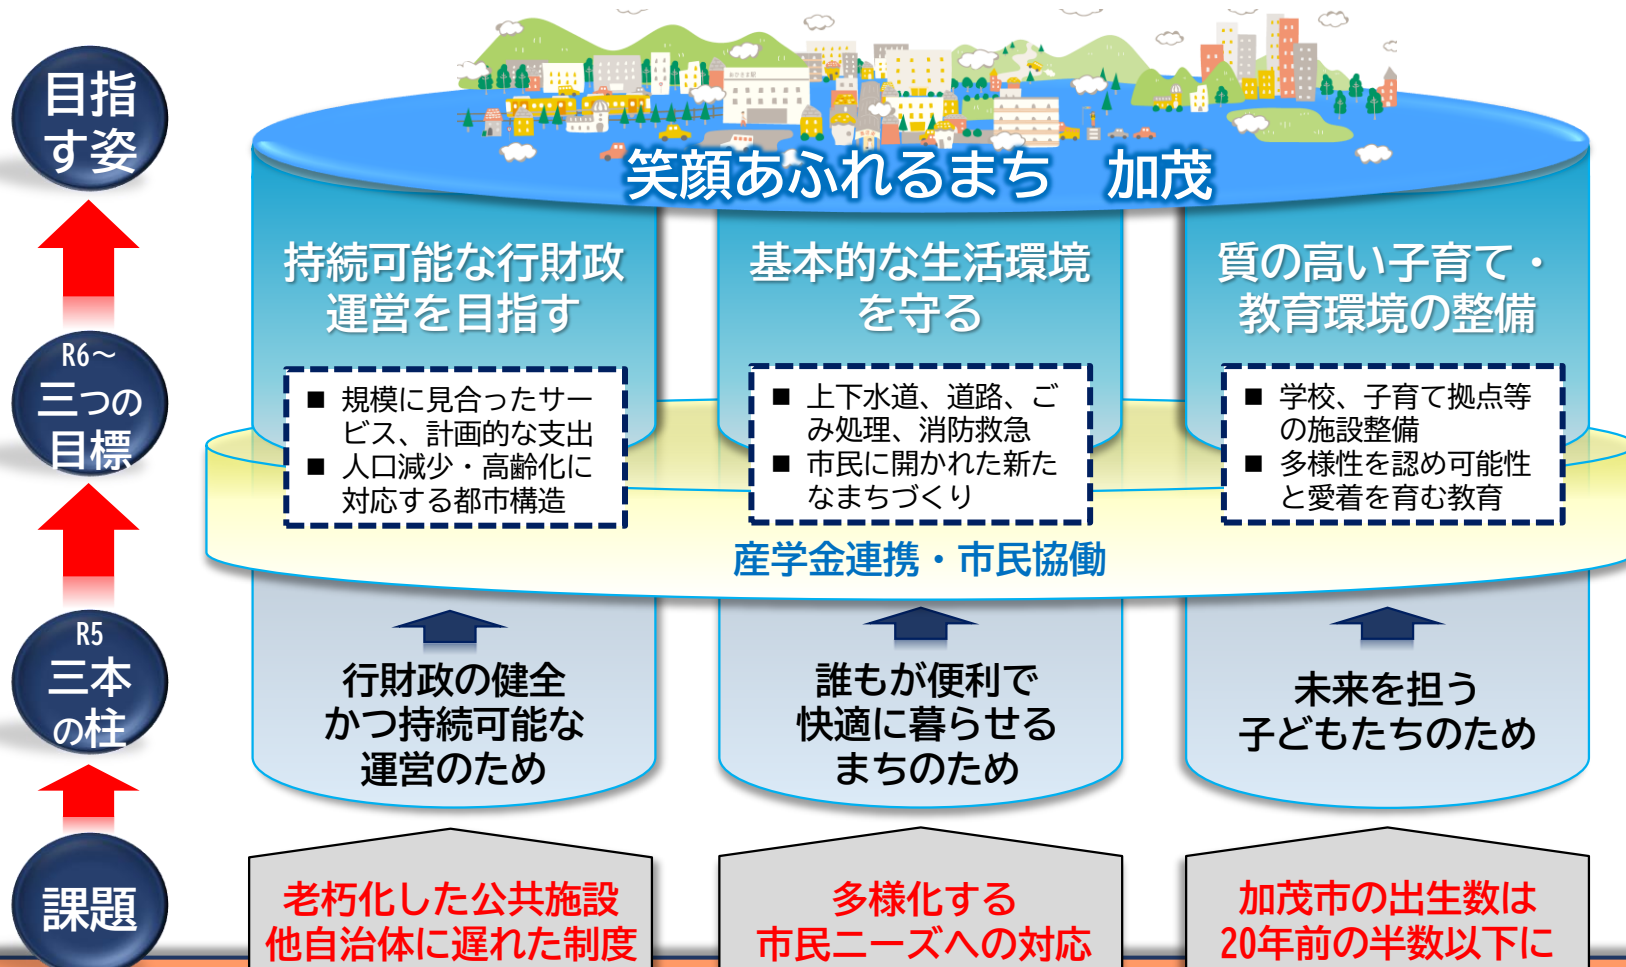 目指
す姿
笑顔あふれるまち　加茂
持続可能な行財政
運営を目指す
基本的な生活環境
を守る
質の高い子育て・
教育環境の整備
R6～
三つの
目標
■ 規模に見合ったサー
ビス、計画的な支出
■ 人口減少・高齢化に
対応する都市構造
■ 上下水道、道路、ご
み処理、消防救急
■ 市民に開かれた新た
なまちづくり
■ 学校、子育て拠点等
の施設整備
■ 多様性を認め可能性
と愛着を育む教育
産学金連携・市民協働
R5
三本
の柱
行財政の健全
かつ持続可能な
運営のため
誰もが便利で
快適に暮らせる
まちのため
未来を担う
子どもたちのため
課題
老朽化した公共施設
他自治体に遅れた制度
多様化する
市民ニーズへの対応
加茂市の出生数は
20年前の半数以下に